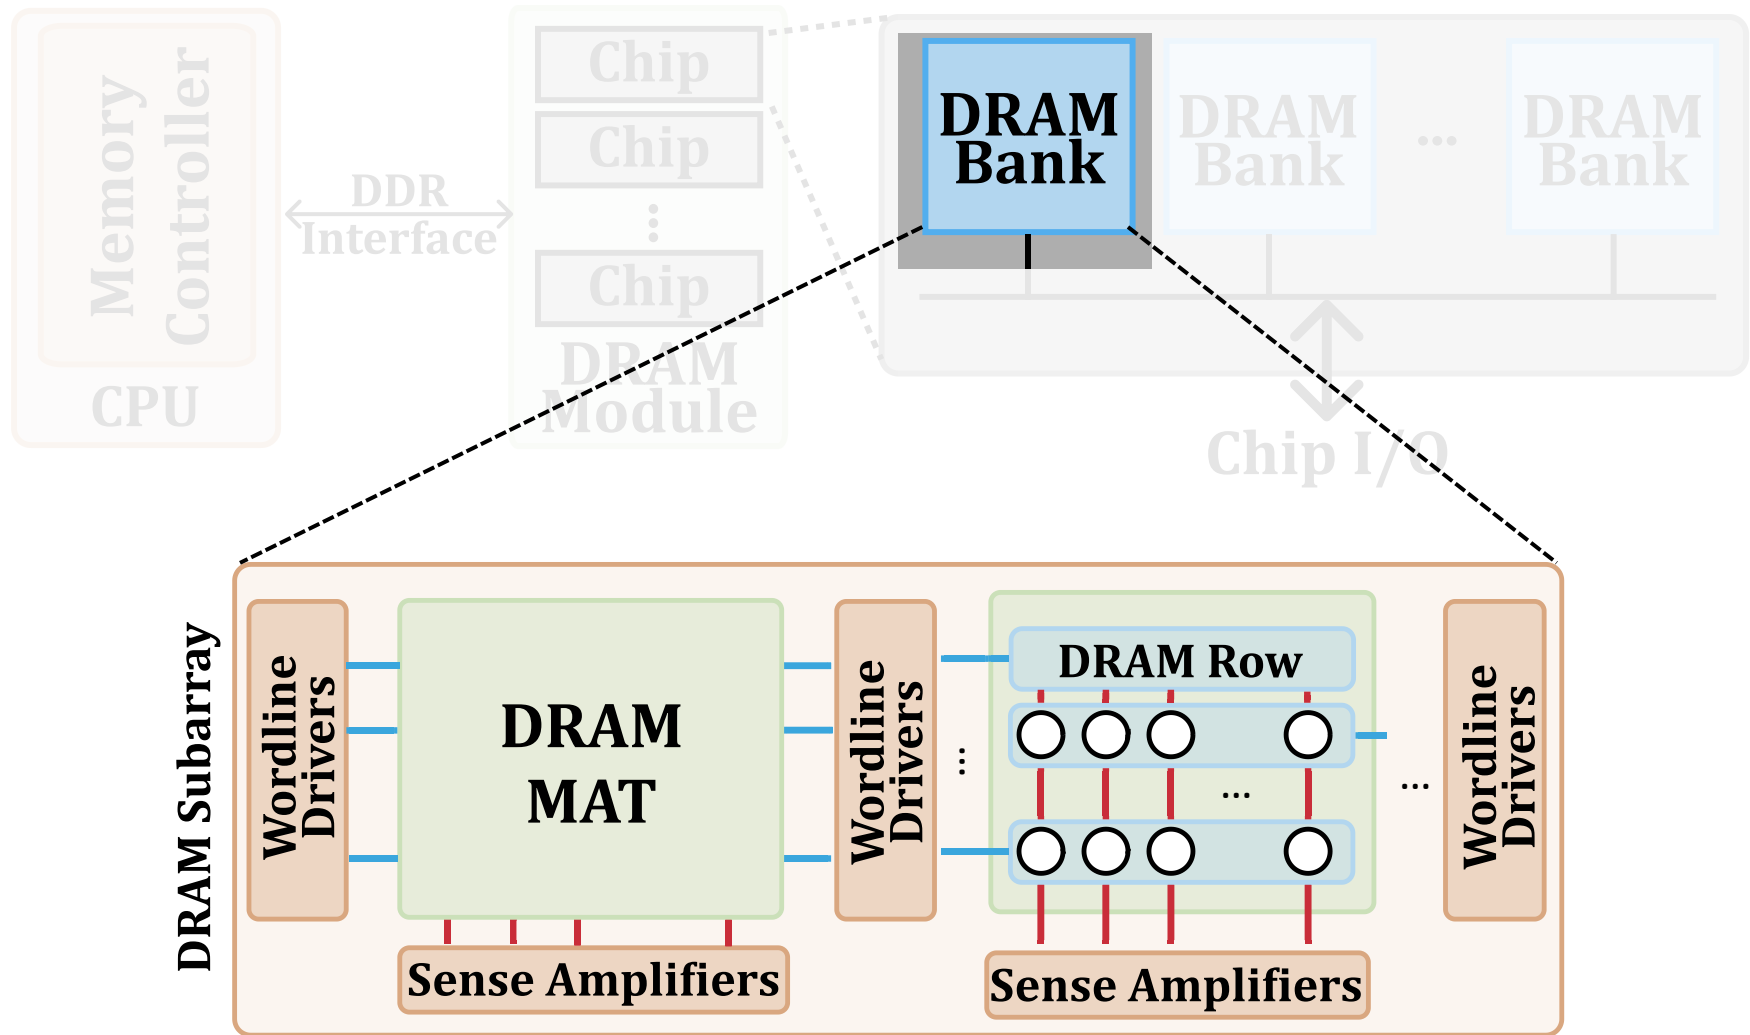 Memory
Controller
CPU
DDR
Interface
Chip
Chip
⋮
Chip
DRAM
Module
DRAM
Bank
DRAM
Bank
...
DRAM
Bank
Chip I/O
DRAM Subarray
Wordline
Drivers
DRAM
MAT
Sense Amplifiers
Wordline
Drivers
...
DRAM Row
...
Sense Amplifiers
...
Wordline
Drivers